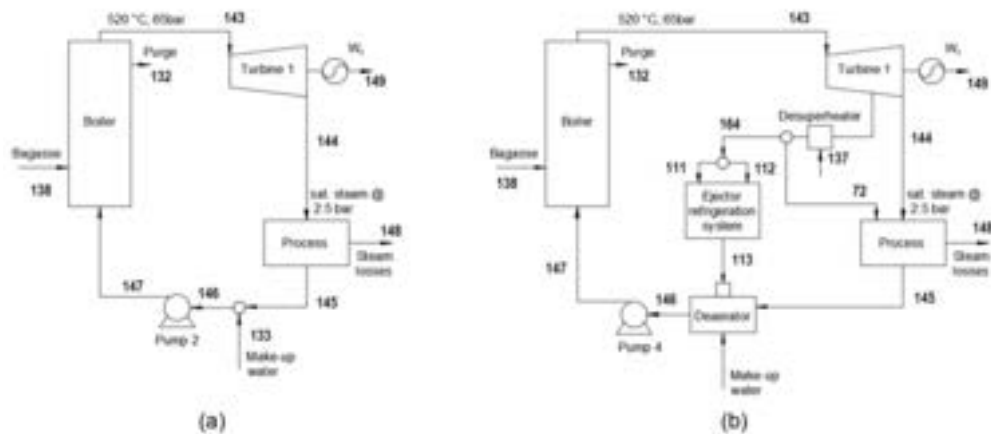 520 °C, 65bar
143
Purge
132
Turbine 1
149
Boiler
144
Bagasse
138
sat. steam @
2.5 bar
Process
148
Steam
losses
147
146
145
Pump 2
133
Make-up
water
(a)
520 °C, 65bar
143
Purge
132
Turbine 1
149
Desuperheater
Boiler
164
144
137
Bagasse
138
111
112
72
sat. steam @
2.5 bar
Ejector
refrigeration
system
Process
148
Steam
losses
113
147
145
Deaerator
Pump 4
Make-up
water
(b)